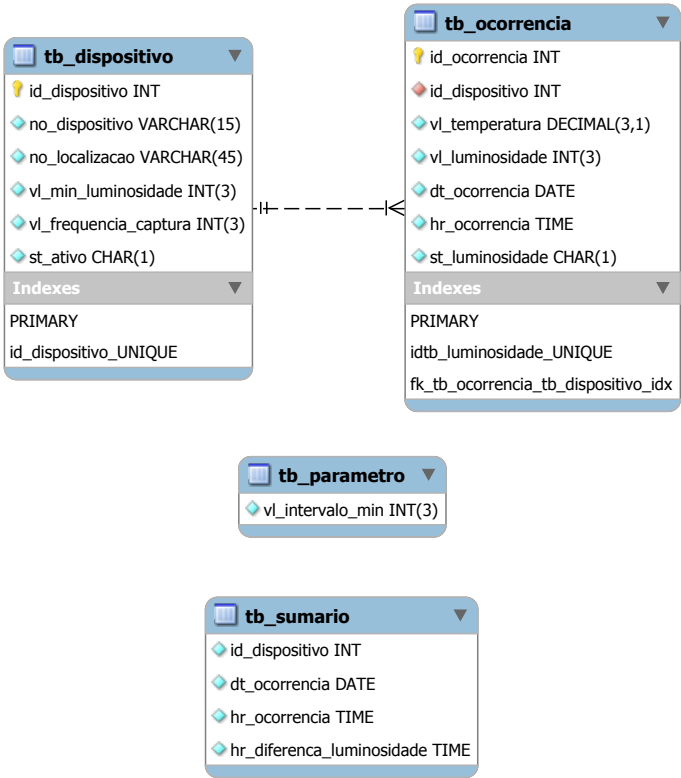 tb_dispositivo
id_dispositivo INT
no_dispositivo VARCHAR(15)
no_localizacao VARCHAR(45)
vl_min_luminosidade INT(3)
vl_frequencia_captura INT(3)
st_ativo CHAR(1)
Indexes
PRIMARY
id_dispositivo_UNIQUE
tb_ocorrencia
id_ocorrencia INT
id_dispositivo INT
vl_temperatura DECIMAL(3,1)
vl_luminosidade INT(3)
dt_ocorrencia DATE
hr_ocorrencia TIME
st_luminosidade CHAR(1)
Indexes
PRIMARY
idtb_luminosidade_UNIQUE
fk_tb_ocorrencia_tb_dispositivo_idx
tb_parametro
vl_intervalo_min INT(3)
tb_sumario
id_dispositivo INT
dt_ocorrencia DATE
hr_ocorrencia TIME
hr_diferenca_luminosidade TIME